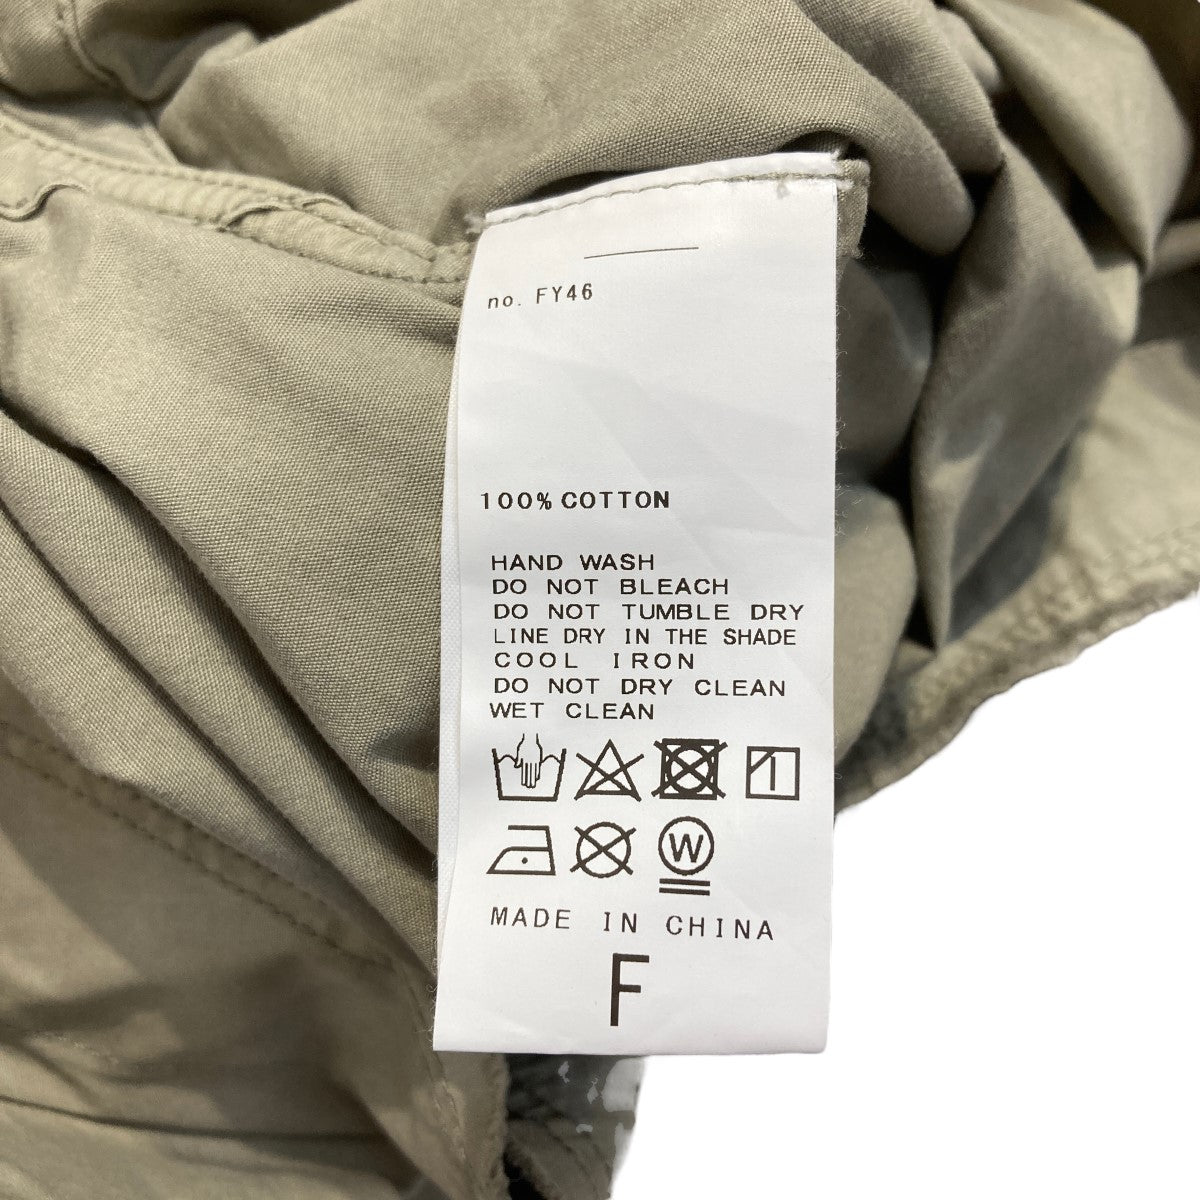 no. FY46
100% COTTON
HAND WASH
DO NOT BLEACH
DO NOT TUMBLE DRY
LINE DRY IN THE SHADE
COOL IRON
DO NOT DRY CLEAN
WET CLEAN
W
MADE IN CHINA
F